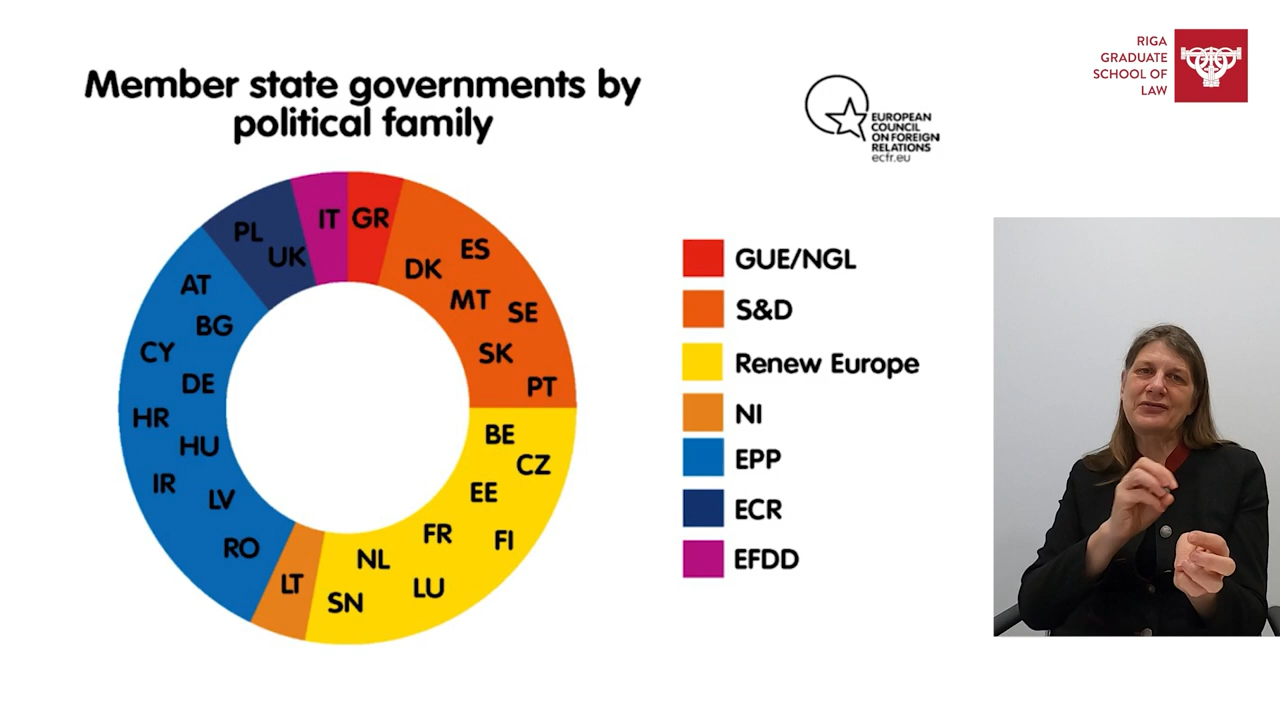 Member state governments by
political family
EUROPEAN
COUNCIL
ON FOREIGN
RELATIONS
ecfr.eu
RIGA
GRADUATE
SCHOOL OF
LAW
IT
GR
PL
UK
ES
DK
MT
SE
SK
PT
AT
BG
CY
DE
HR
HU
IR
LV
RO
BE
CZ
EE
FR
FI
NL
LU
SN
LT
GUE/NGL
S&D
Renew Europe
NI
EPP
ECR
EFDD